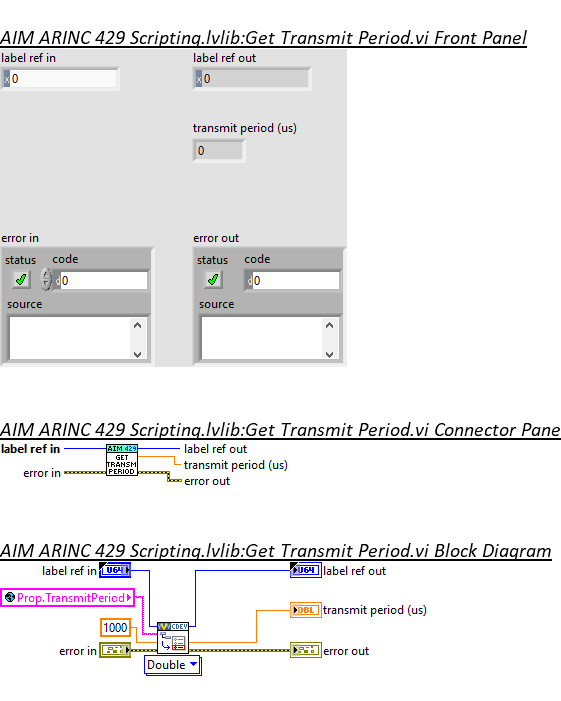 AIM ARINC 429 Scripting.lvlib:Get Transmit Period.vi Front Panel
label ref in
label ref out
x 0
x 0
transmit period (us)
0
error in
error out
status code
status code
d 0
d 0
source
source
AIM ARINC 429 Scripting.lvlib:Get Transmit Period.vi Connector Pane
label ref in
label ref out
AIM 429
GET
TRANSM
PERIOD
transmit period (us)
error in
error out
AIM ARINC 429 Scripting.lvlib:Get Transmit Period.vi Block Diagram
label ref in
U64
U64
label ref out
Prop.TransmitPeriod
DBL
transmit period (us)
1000
CDEV
error in
error out
Double